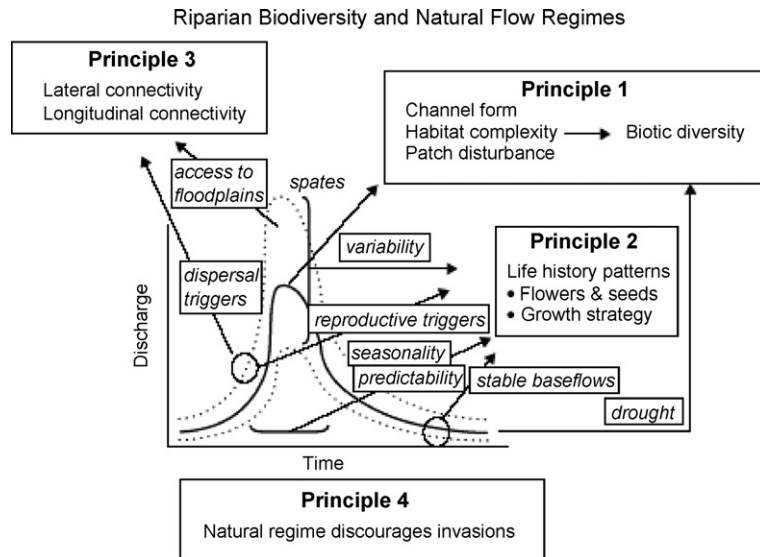 Riparian Biodiversity and Natural Flow Regimes
Principle 3
Lateral connectivity
Longitudinal connectivity
Principle 1
Channel form
Habitat complexity Biotic diversity
Patch disturbance
access to
floodplains
spates
variability
Principle 2
Life history patterns
• Flowers & seeds
• Growth strategy
dispersal
triggers
reproductive triggers
seasonality
predictability
stable baseflows
drought
Discharge
Time
Principle 4
Natural regime discourages invasions